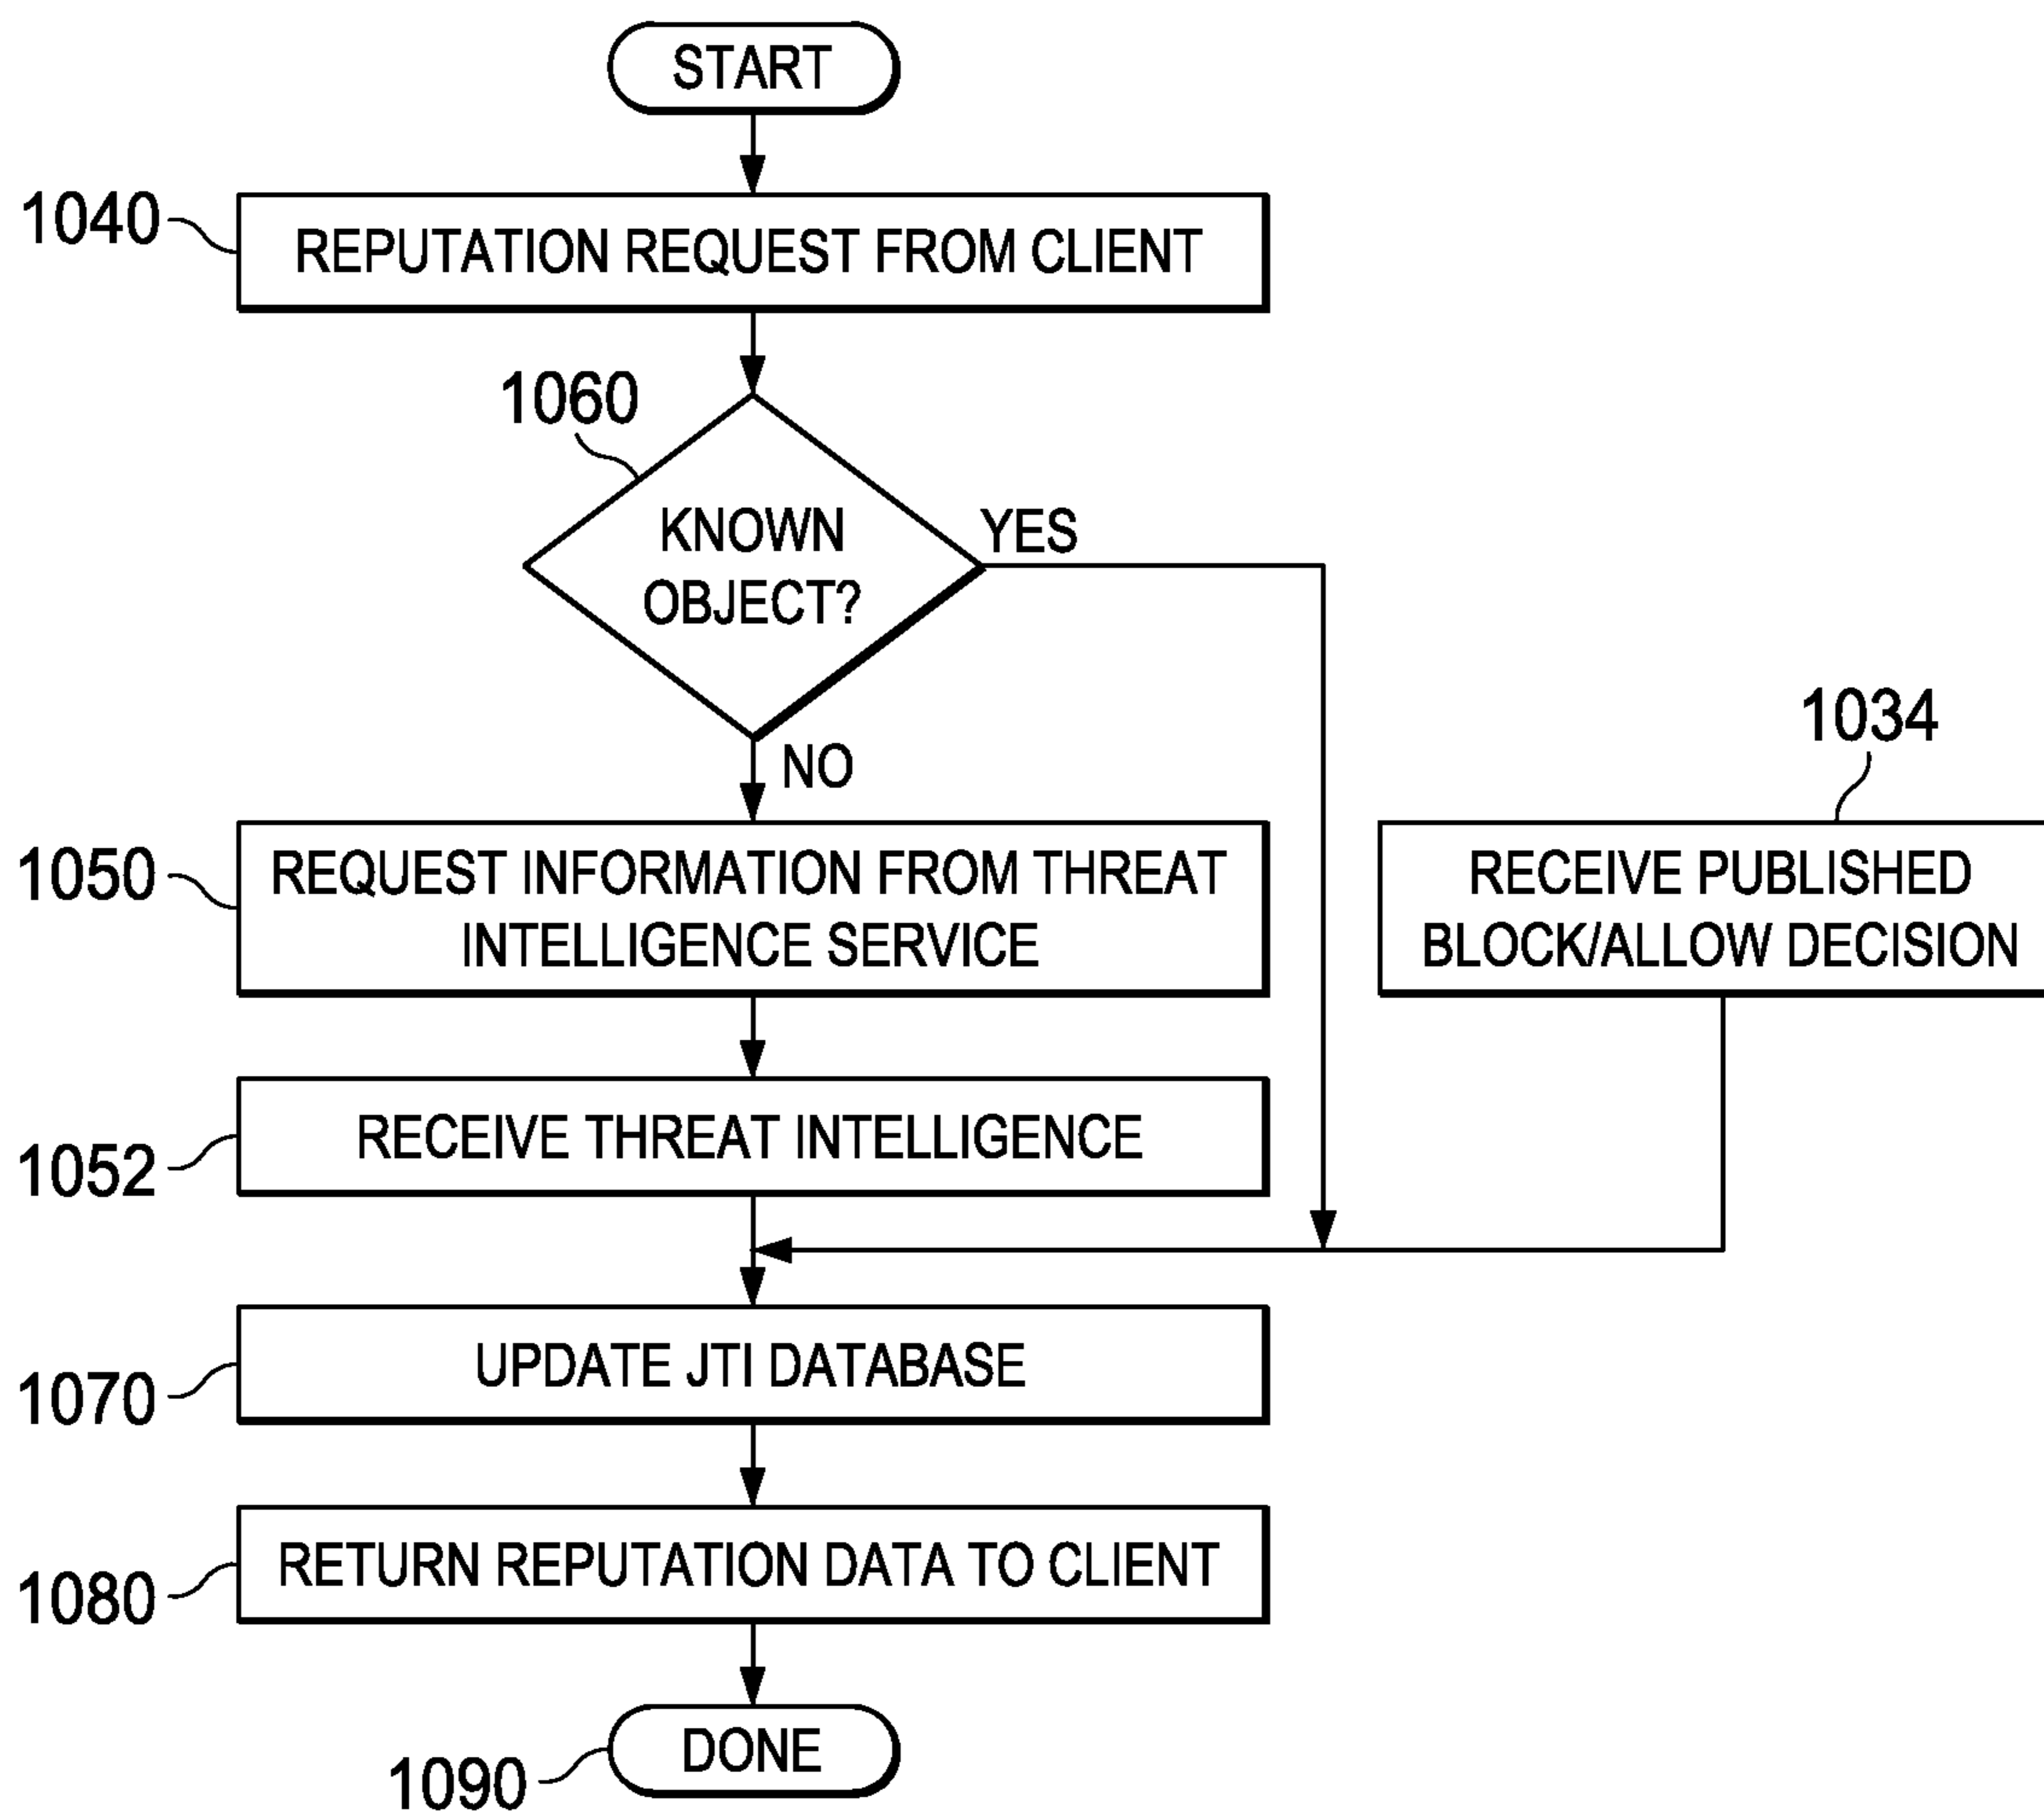 START
1040
REPUTATION REQUEST FROM CLIENT
1060
KNOWN
OBJECT?
YES
NO
1034
1050
REQUEST INFORMATION FROM THREAT
INTELLIGENCE SERVICE
RECEIVE PUBLISHED
BLOCK/ALLOW DECISION
1052
RECEIVE THREAT INTELLIGENCE
1070
UPDATE JTI DATABASE
1080
RETURN REPUTATION DATA TO CLIENT
1090
DONE